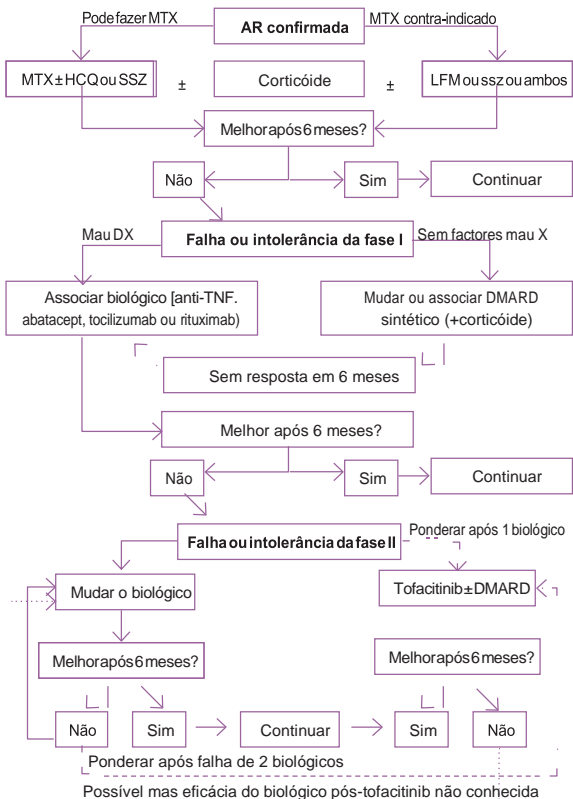 Pode fazer MTX
AR confirmada
MTX contra-indicado
MTX ± HCQ ou SSZ
±
Corticóide
±
LFM ou ssz ou ambos
Melhor após 6 meses?
Não
Sim
Continuar
Mau DX
Falha ou intolerância da fase I
Sem factores mau X
Associar biológico [anti-TNF.
abatacept, tocilizumab ou rituximab)
Mudar ou associar DMARD
sintético (+corticóide)
Sem resposta em 6 meses
Melhor após 6 meses?
Não
Sim
Continuar
Falha ou intolerância da fase II
Ponderar após 1 biológico
Mudar o biológico
Tofacitinib ± DMARD
Melhor após 6 meses?
Melhor após 6 meses?
Não
Sim
Continuar
Sim
Não
Ponderar após falha de 2 biológicos
Possível mas eficácia do biológico pós-tofacitinib não conhecida